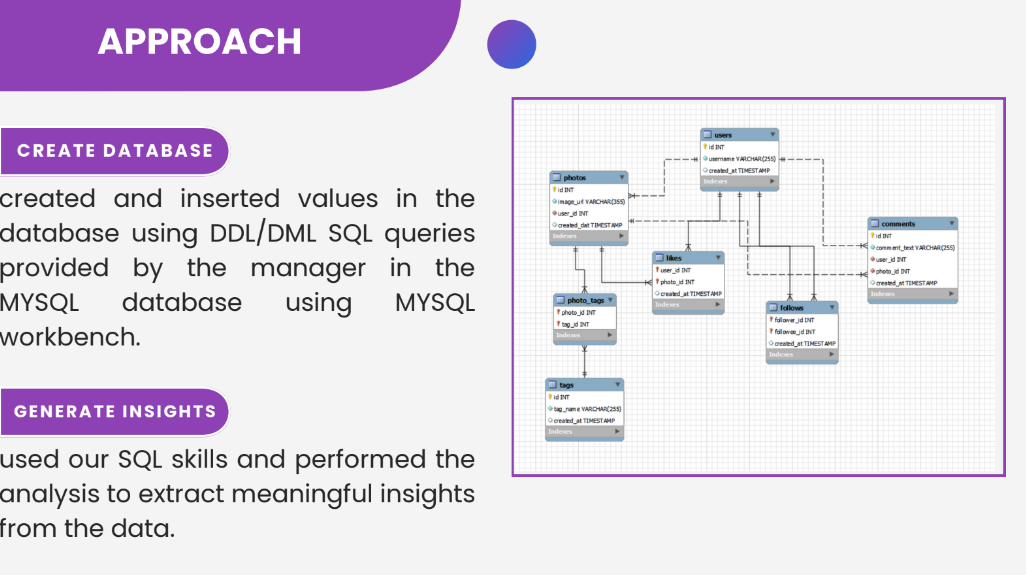 APPROACH
CREATE DATABASE
created and inserted values in the
database using DDL/DML SQL queries
provided by the manager in the
MYSQL database using MYSQL
workbench.
GENERATE INSIGHTS
used our SQL skills and performed the
analysis to extract meaningful insights
from the data.
users
id INT
username VARCHAR(255)
created_at TIMESTAMP
Indexes
photos
id INT
image_url VARCHAR(355)
user_id INT
created_dat TIMESTAMP
Indexes
comments
id INT
comment_text VARCHAR(255)
user_id INT
photo_id INT
created_at TIMESTAMP
Indexes
likes
user_id INT
photo_id INT
created_at TIMESTAMP
Indexes
photo_tags
photo_id INT
tag_id INT
Indexes
follows
follower_id INT
followee_id INT
created_at TIMESTAMP
Indexes
tags
id INT
tag_name VARCHAR(255)
created_at TIMESTAMP
Indexes